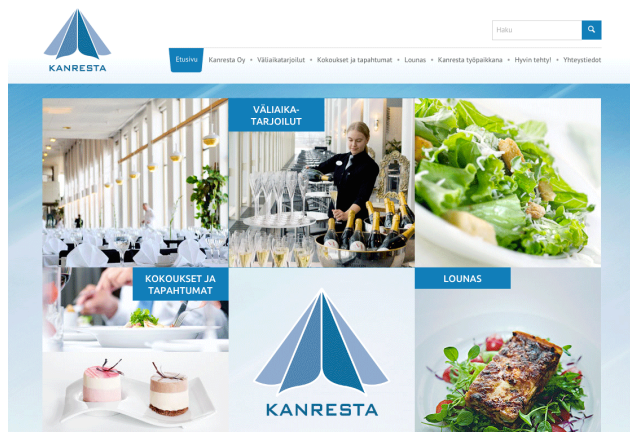 Haku
KANRESTA
Etusivu
Kanresta Oy • Väliaikatarjoilut • Kokoukset ja tapahtumat • Lounas • Kanresta työpaikkana • Hyvin tehty! • Yhteystiedot
VÄLIAIKA-
TARJOILUT
KOKOUKSET JA
TAPAHTUMAT
LOUNAS
KANRESTA